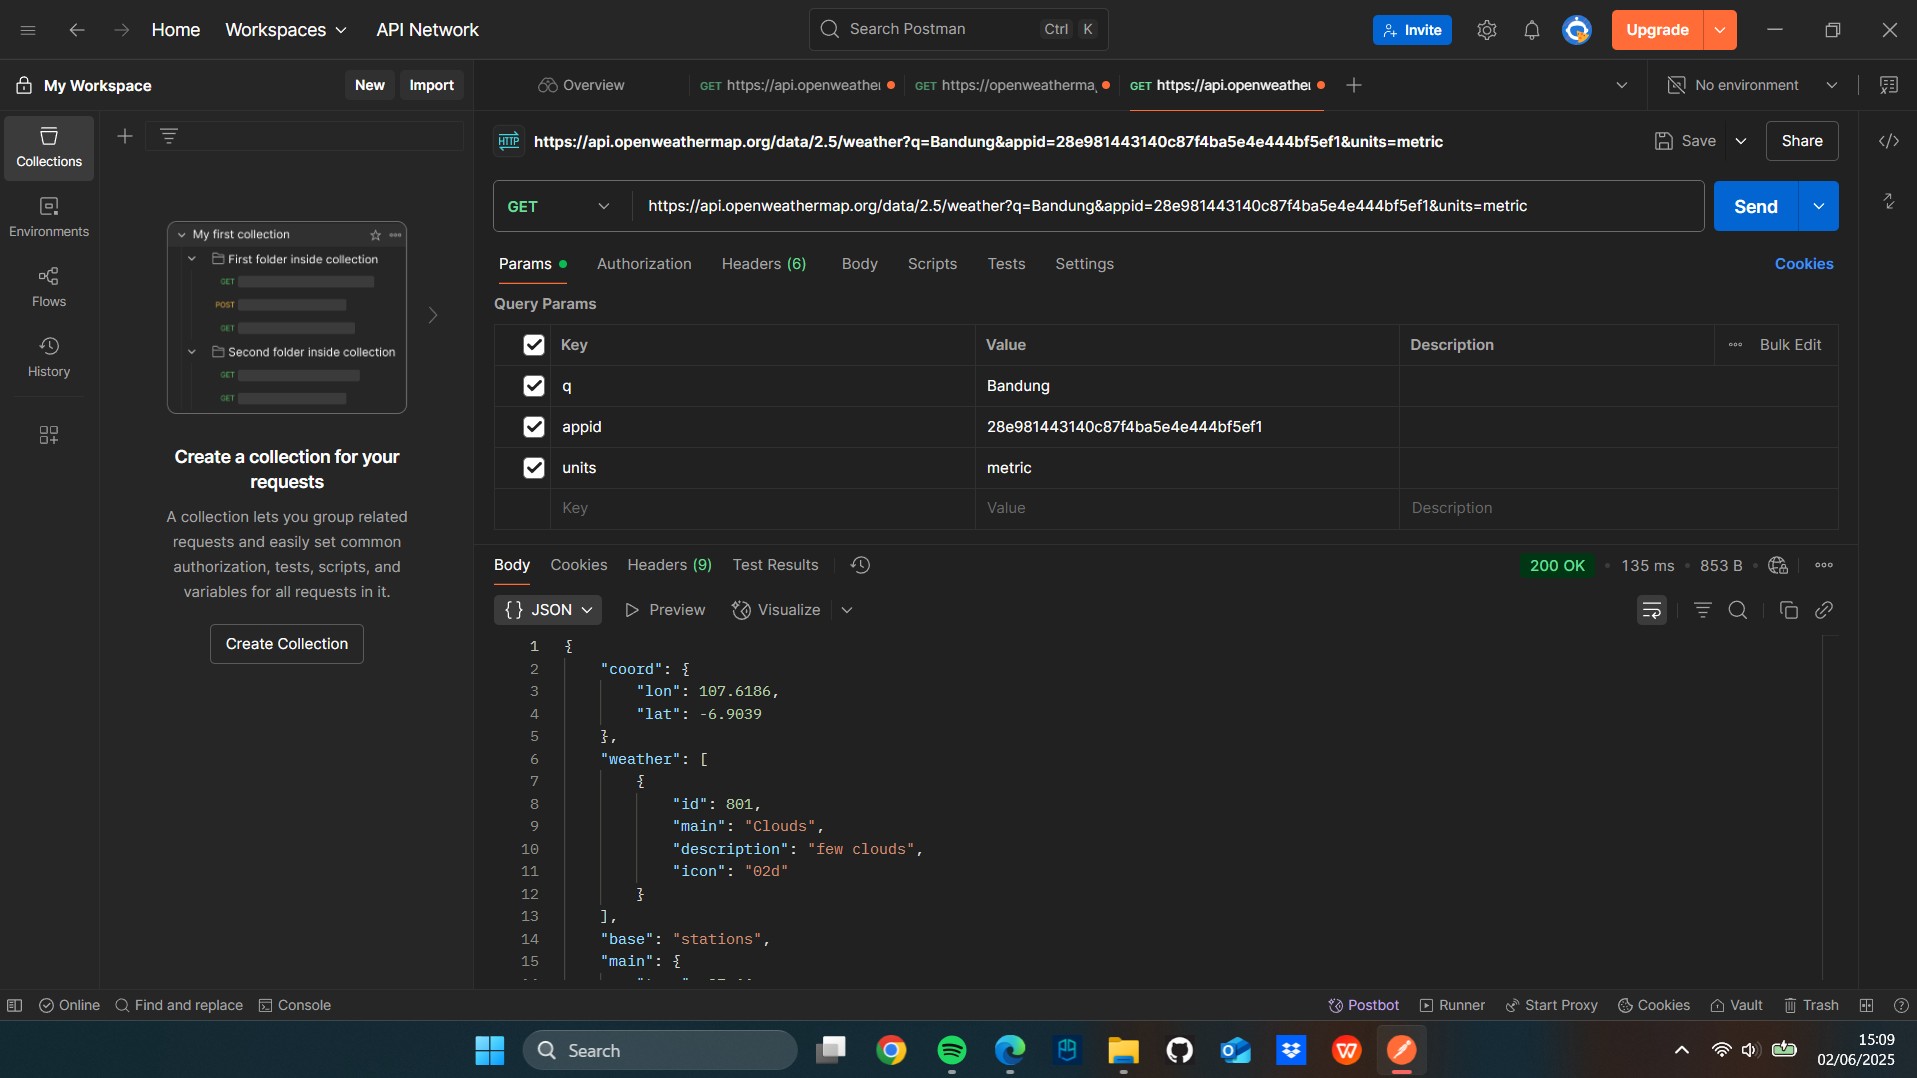 Home Workspaces API Network Search Postman Ctrl K Invite Upgrade
My Workspace New Import Overview GET https://api.openweather GET https://openweatherma GET https://api.openweather No environment
Collections
Environments
Flows
History
My first collection
First folder inside collection
GET
POST
GET
Second folder inside collection
GET
GET
Create a collection for your
requests
A collection lets you group related
requests and easily set common
authorization, tests, scripts, and
variables for all requests in it.
Create Collection
HTTP https://api.openweathermap.org/data/2.5/weather?q=Bandung&appid=28e981443140c87f4ba5e4e444bf5ef1&units=metric Save Share
GET https://api.openweathermap.org/data/2.5/weather?q=Bandung&appid=28e981443140c87f4ba5e4e444bf5ef1&units=metric Send
Params Authorization Headers (6) Body Scripts Tests Settings Cookies
Query Params
Key Value Description Bulk Edit
q Bandung
appid 28e981443140c87f4ba5e4e444bf5ef1
units metric
Key Value Description
Body Cookies Headers (9) Test Results 200 OK 135 ms 853 B
{} JSON Preview Visualize
1 {
2 "coord": {
3 "lon": 107.6186,
4 "lat": -6.9039
5 },
6 "weather": [
7 {
8 "id": 801,
9 "main": "Clouds",
10 "description": "few clouds",
11 "icon": "02d"
12 }
13 ],
14 "base": "stations",
15 "main": {
Online Find and replace Console Postbot Runner Start Proxy Cookies Vault Trash
Search
15:09
02/06/2025